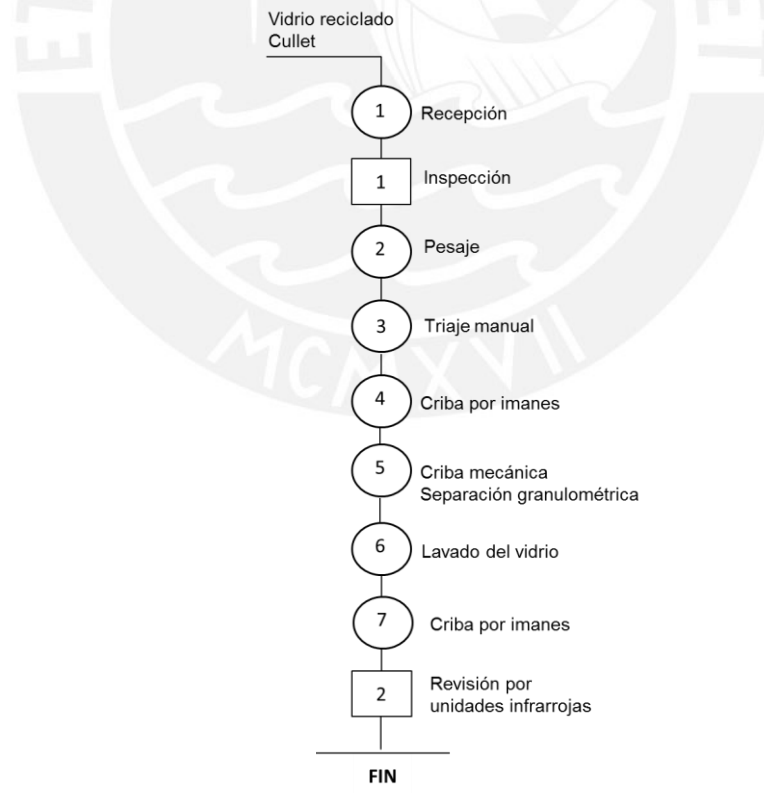 Vidrio reciclado
Cullet
1 Recepción
1 Inspección
2 Pesaje
3 Triaje manual
4 Criba por imanes
5 Criba mecánica
Separación granulométrica
6 Lavado del vidrio
7 Criba por imanes
2 Revisión por
unidades infrarrojas
FIN
MCMXVII